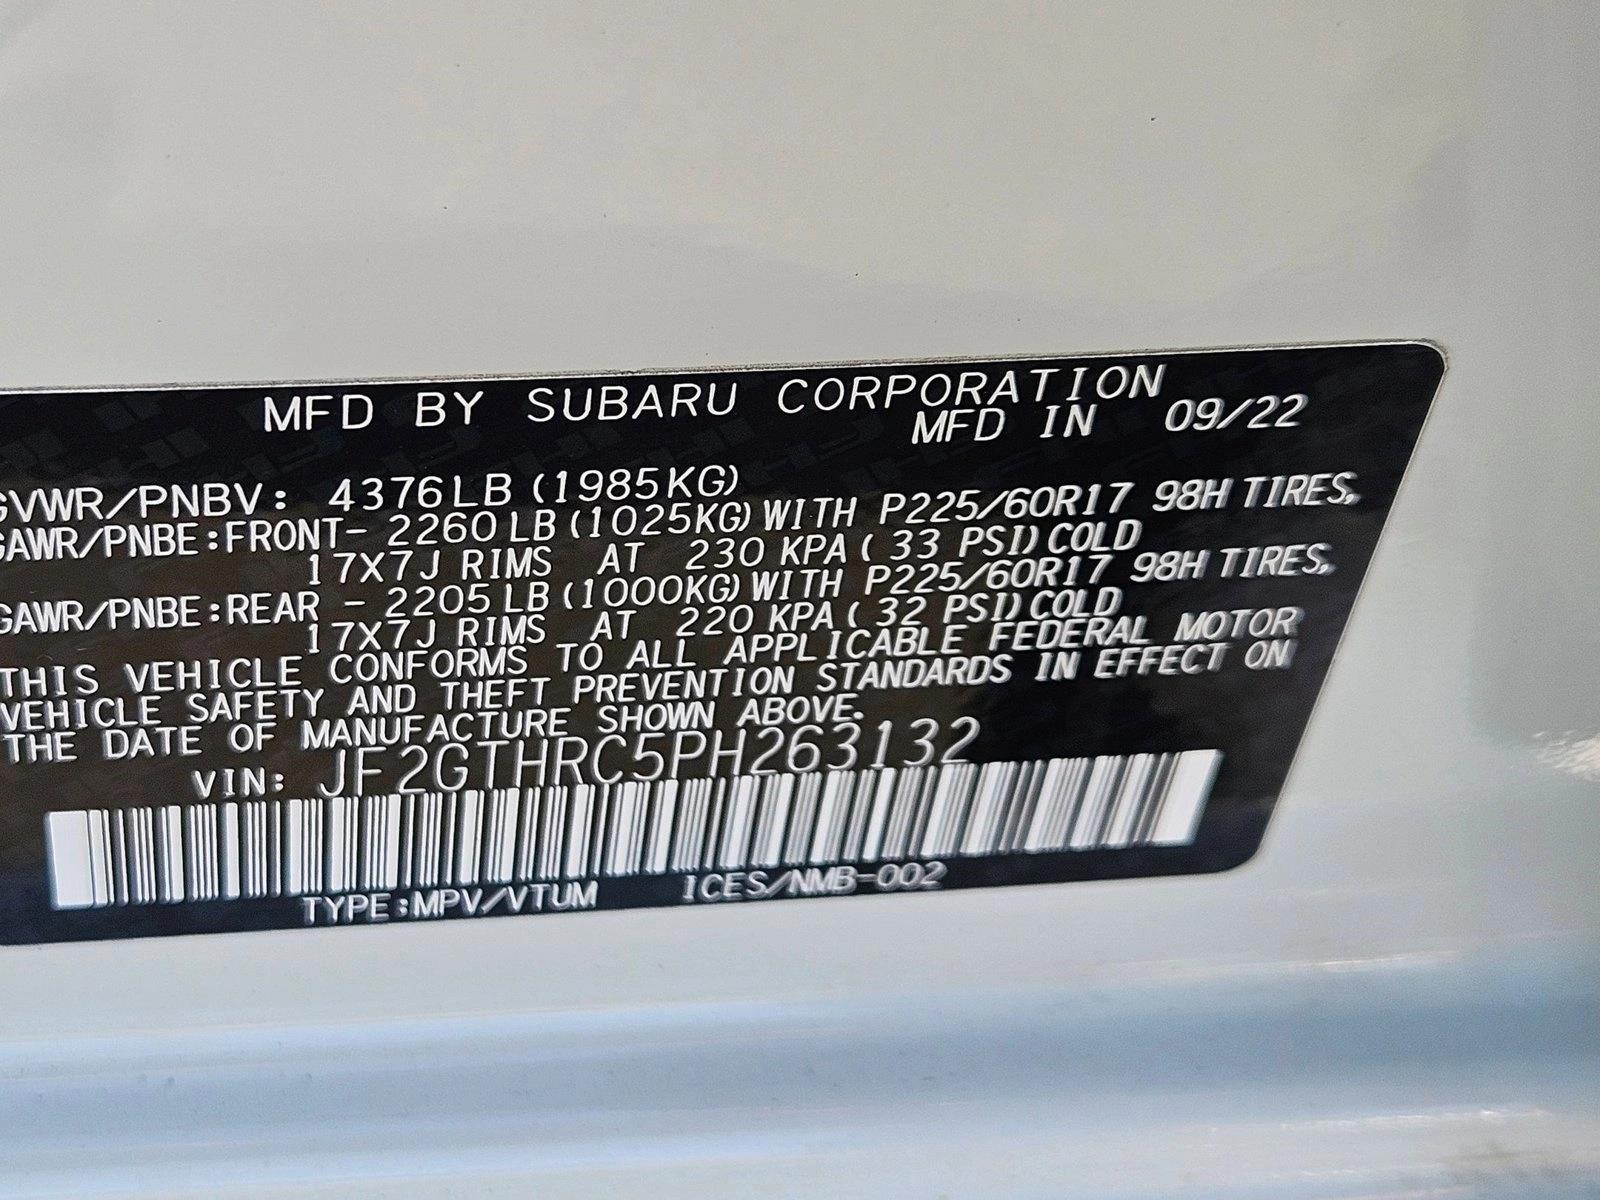 MFD BY SUBARU CORPORATION
MFD IN 09/22
GVWR/PNBV: 4376LB (1985KG)
GAWR/PNBE:FRONT- 2260 LB (1025KG) WITH P225/60R17 98H TIRES,
17X7J RIMS AT 230 KPA ( 33 PSI) COLD
GAWR/PNBE:REAR - 2205 LB (1000KG) WITH P225/60R17 98H TIRES,
17X7J RIMS AT 220 KPA ( 32 PSI) COLD
THIS VEHICLE CONFORMS TO ALL APPLICABLE FEDERAL MOTOR
VEHICLE SAFETY AND THEFT PREVENTION STANDARDS IN EFFECT ON
THE DATE OF MANUFACTURE SHOWN ABOVE.
VIN: JF2GTHRC5PH263132
TYPE:MPV/VTUM ICES/NMB-002